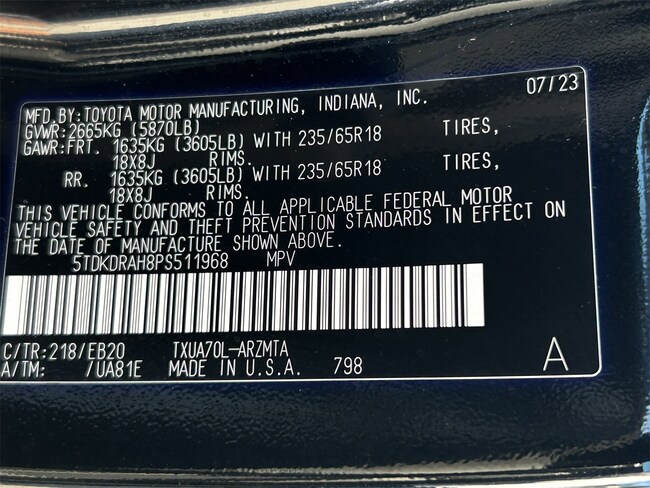 07/23
MFD.BY:TOYOTA MOTOR MANUFACTURING, INDIANA, INC.
GVWR:2665KG (5870LB)
GAWR:FRT. 1635KG (3605LB) WITH 235/65R18 TIRES,
18X8J RIMS.
RR. 1635KG (3605LB) WITH 235/65R18 TIRES,
18X8J RIMS.
THIS VEHICLE CONFORMS TO ALL APPLICABLE FEDERAL MOTOR
VEHICLE SAFETY AND THEFT PREVENTION STANDARDS IN EFFECT ON
THE DATE OF MANUFACTURE SHOWN ABOVE.
5TDKDRAH8PS511968 MPV
C/TR:218/EB20 TXUA70L-ARZMTA
A/TM: /UA81E MADE IN U.S.A. 798 A